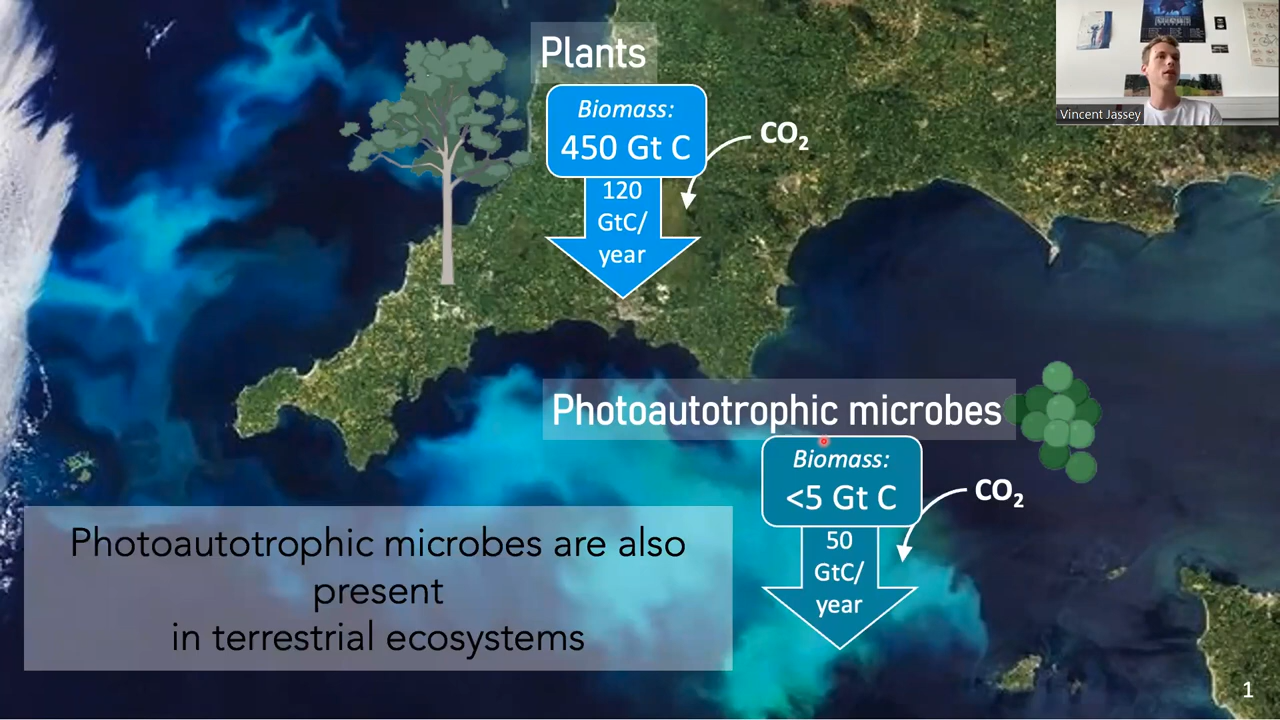 Plants
Biomass:
450 Gt C
CO₂
120
GtC/
year
Vincent Jassey
Photoautotrophic microbes
Biomass:
<5 Gt C
CO₂
50
GtC/
year
Photoautotrophic microbes are also
present
in terrestrial ecosystems
1